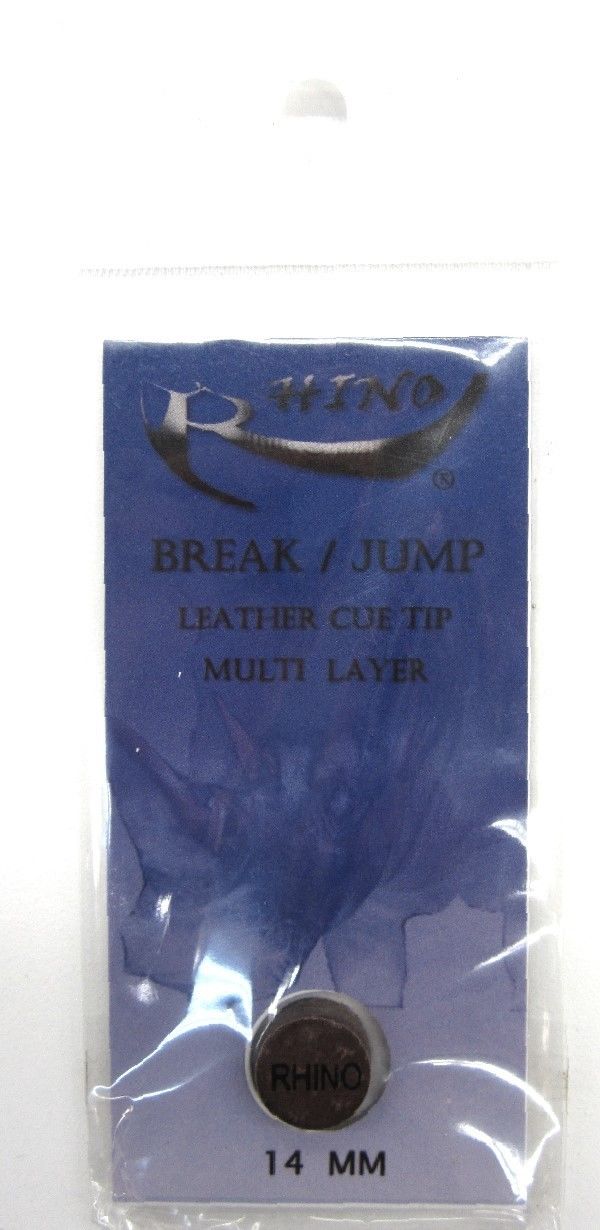 RHINO
®
BREAK / JUMP
LEATHER CUE TIP
MULTI LAYER
RHINO
14 MM